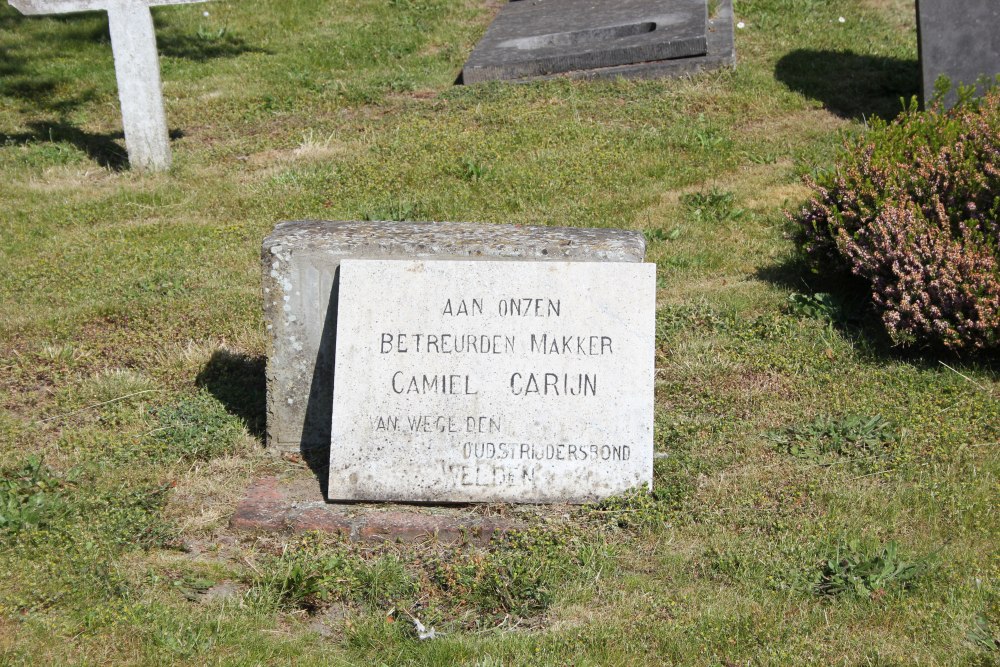 AAN ONZEN
BETREURDEN MAKKER
CAMIEL CARIJN
VAN WEGE DEN
OUDSTRIJDERSBOND
WELDEN